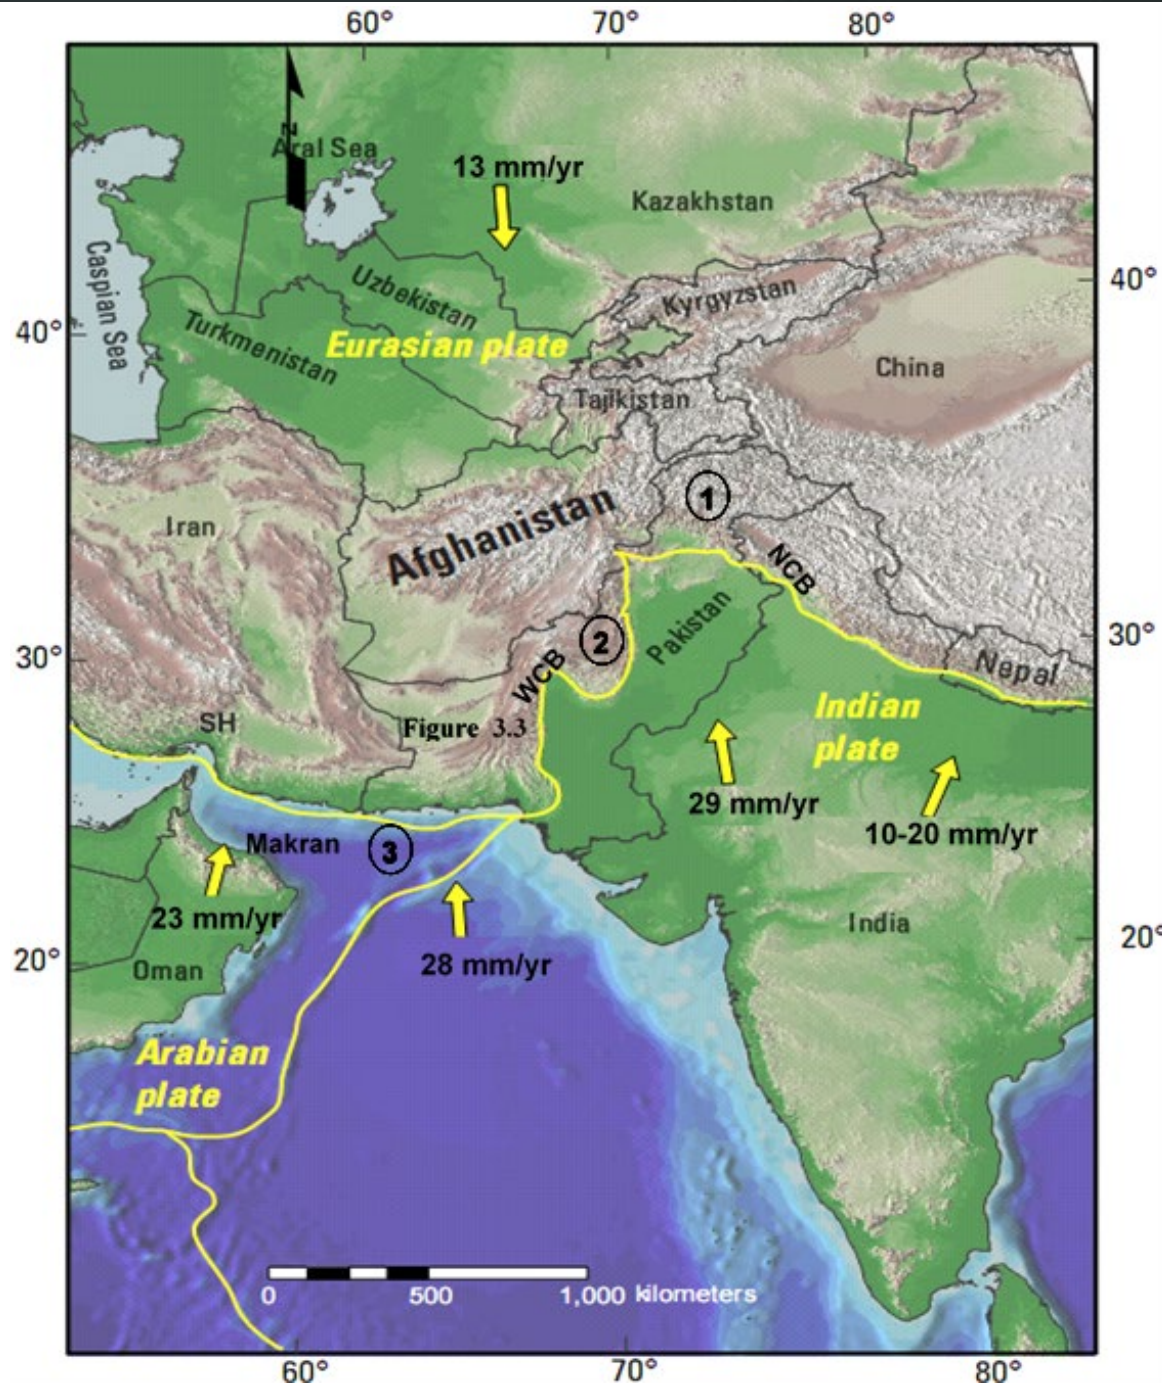 60°
70°
80°
N
Aral Sea
13 mm/yr
Kazakhstan
Caspian Sea
40°
Uzbekistan
Kyrgyzstan
40°
Turkmenistan
Eurasian plate
China
Tajikistan
1
Iran
Afghanistan
NCB
Pakistan
2
30°
30°
WCB
Nepal
SH
Figure 3.3
Indian
plate
29 mm/yr
10-20 mm/yr
Makran
3
23 mm/yr
India
20°
20°
28 mm/yr
Oman
Arabian
plate
0
500
1,000 kilometers
60°
70°
80°